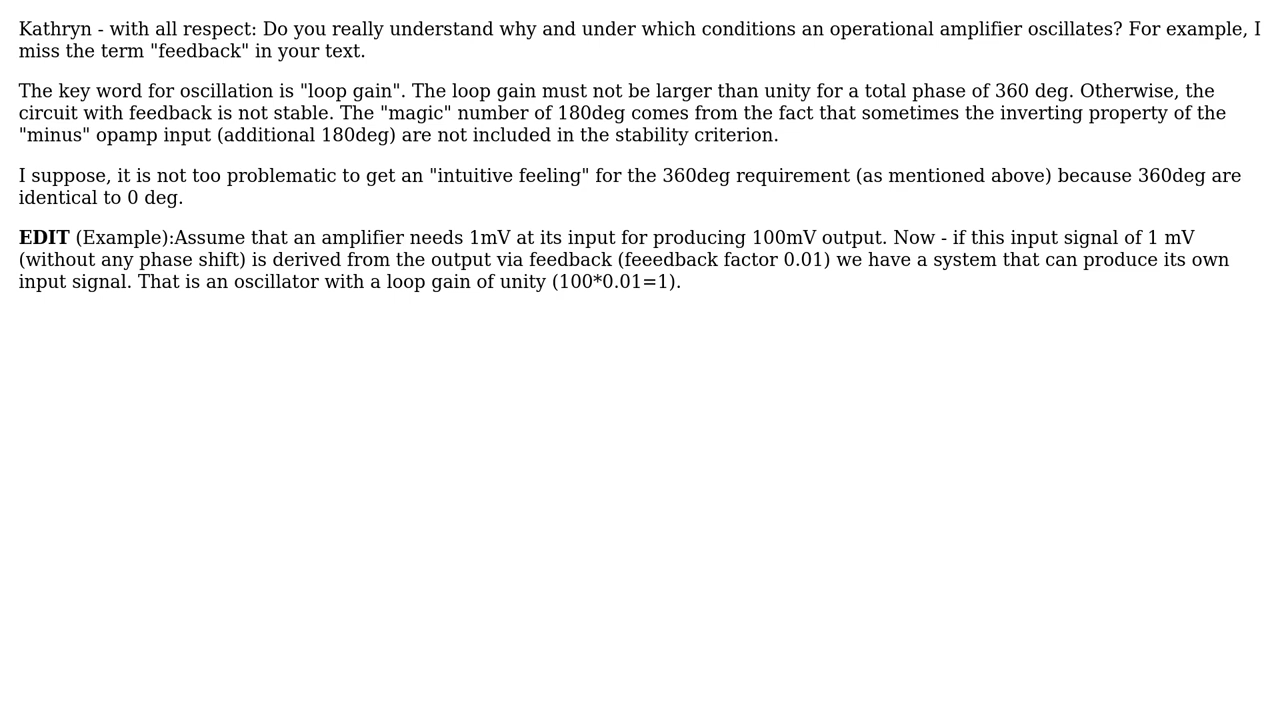 Kathryn - with all respect: Do you really understand why and under which conditions an operational amplifier oscillates? For example, I
miss the term "feedback" in your text.
The key word for oscillation is "loop gain". The loop gain must not be larger than unity for a total phase of 360 deg. Otherwise, the
circuit with feedback is not stable. The "magic" number of 180deg comes from the fact that sometimes the inverting property of the
"minus" opamp input (additional 180deg) are not included in the stability criterion.
I suppose, it is not too problematic to get an "intuitive feeling" for the 360deg requirement (as mentioned above) because 360deg are
identical to 0 deg.
EDIT (Example):Assume that an amplifier needs 1mV at its input for producing 100mV output. Now - if this input signal of 1 mV
(without any phase shift) is derived from the output via feedback (feeedback factor 0.01) we have a system that can produce its own
input signal. That is an oscillator with a loop gain of unity (100*0.01=1).